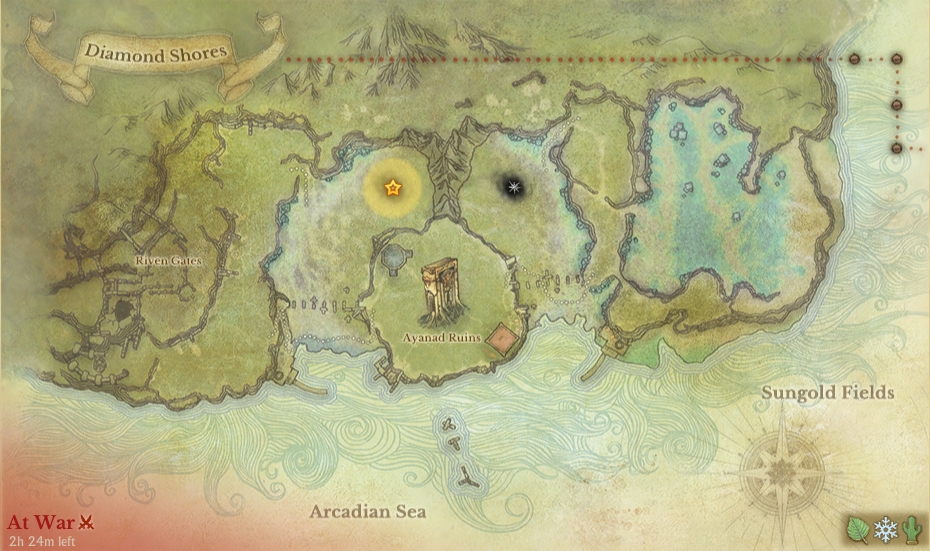 Diamond Shores
Riven Gates
Ayanad Ruins
Sungold Fields
Arcadian Sea
At War
2h 24m left